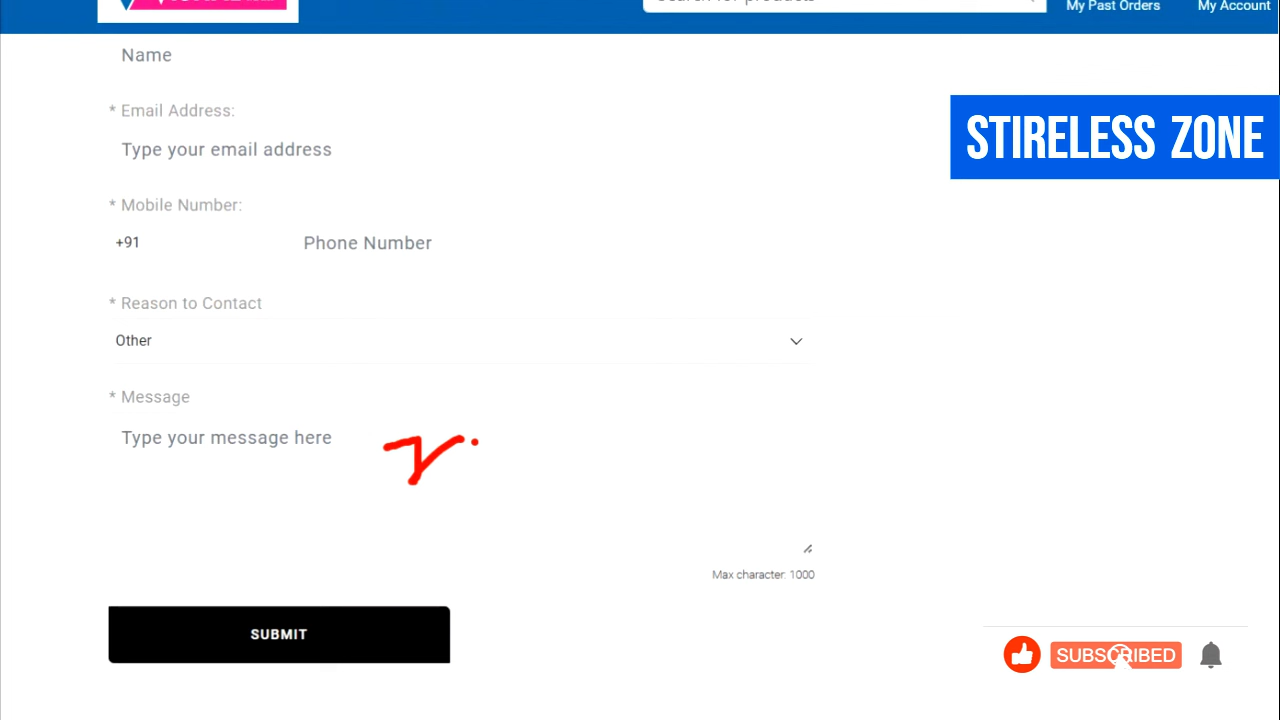 My Past Orders
My Account
Name
* Email Address:
Type your email address
STIRELESS ZONE
* Mobile Number:
+91
Phone Number
* Reason to Contact
Other
* Message
Type your message here
Max character: 1000
SUBMIT
SUBSCRIBED